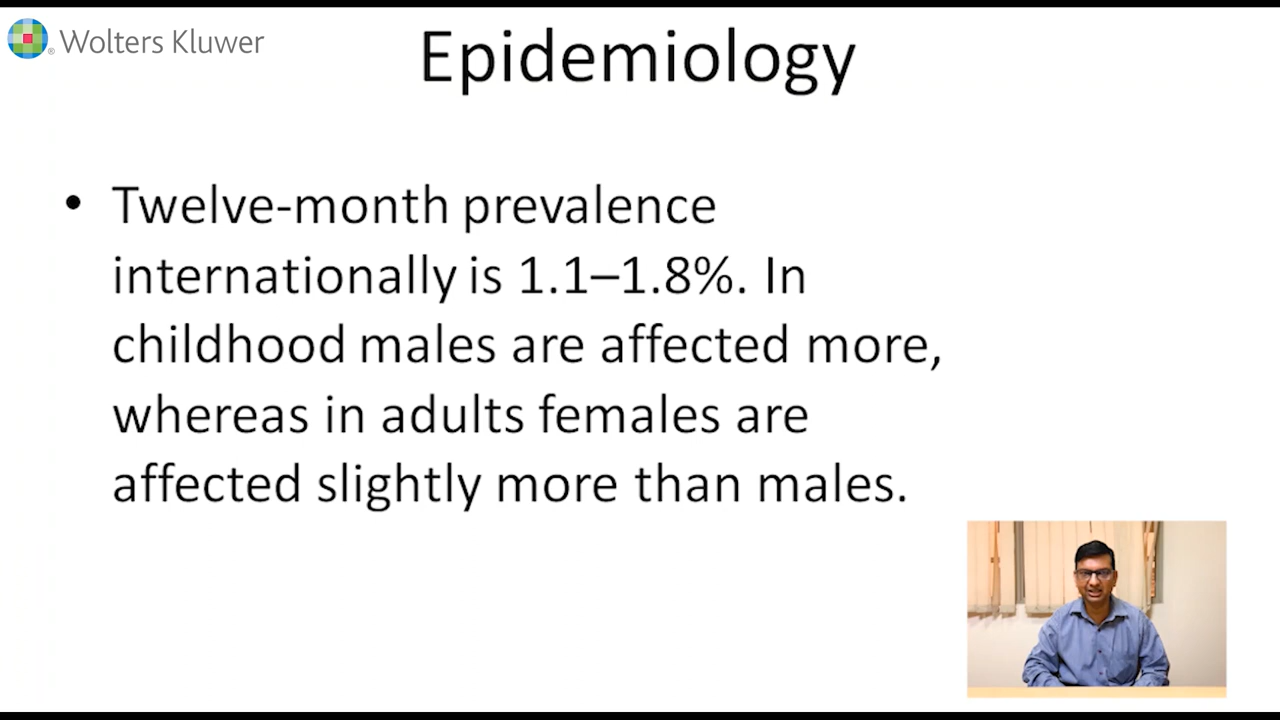 Wolters Kluwer
Epidemiology
• Twelve-month prevalence
internationally is 1.1–1.8%. In
childhood males are affected more,
whereas in adults females are
affected slightly more than males.